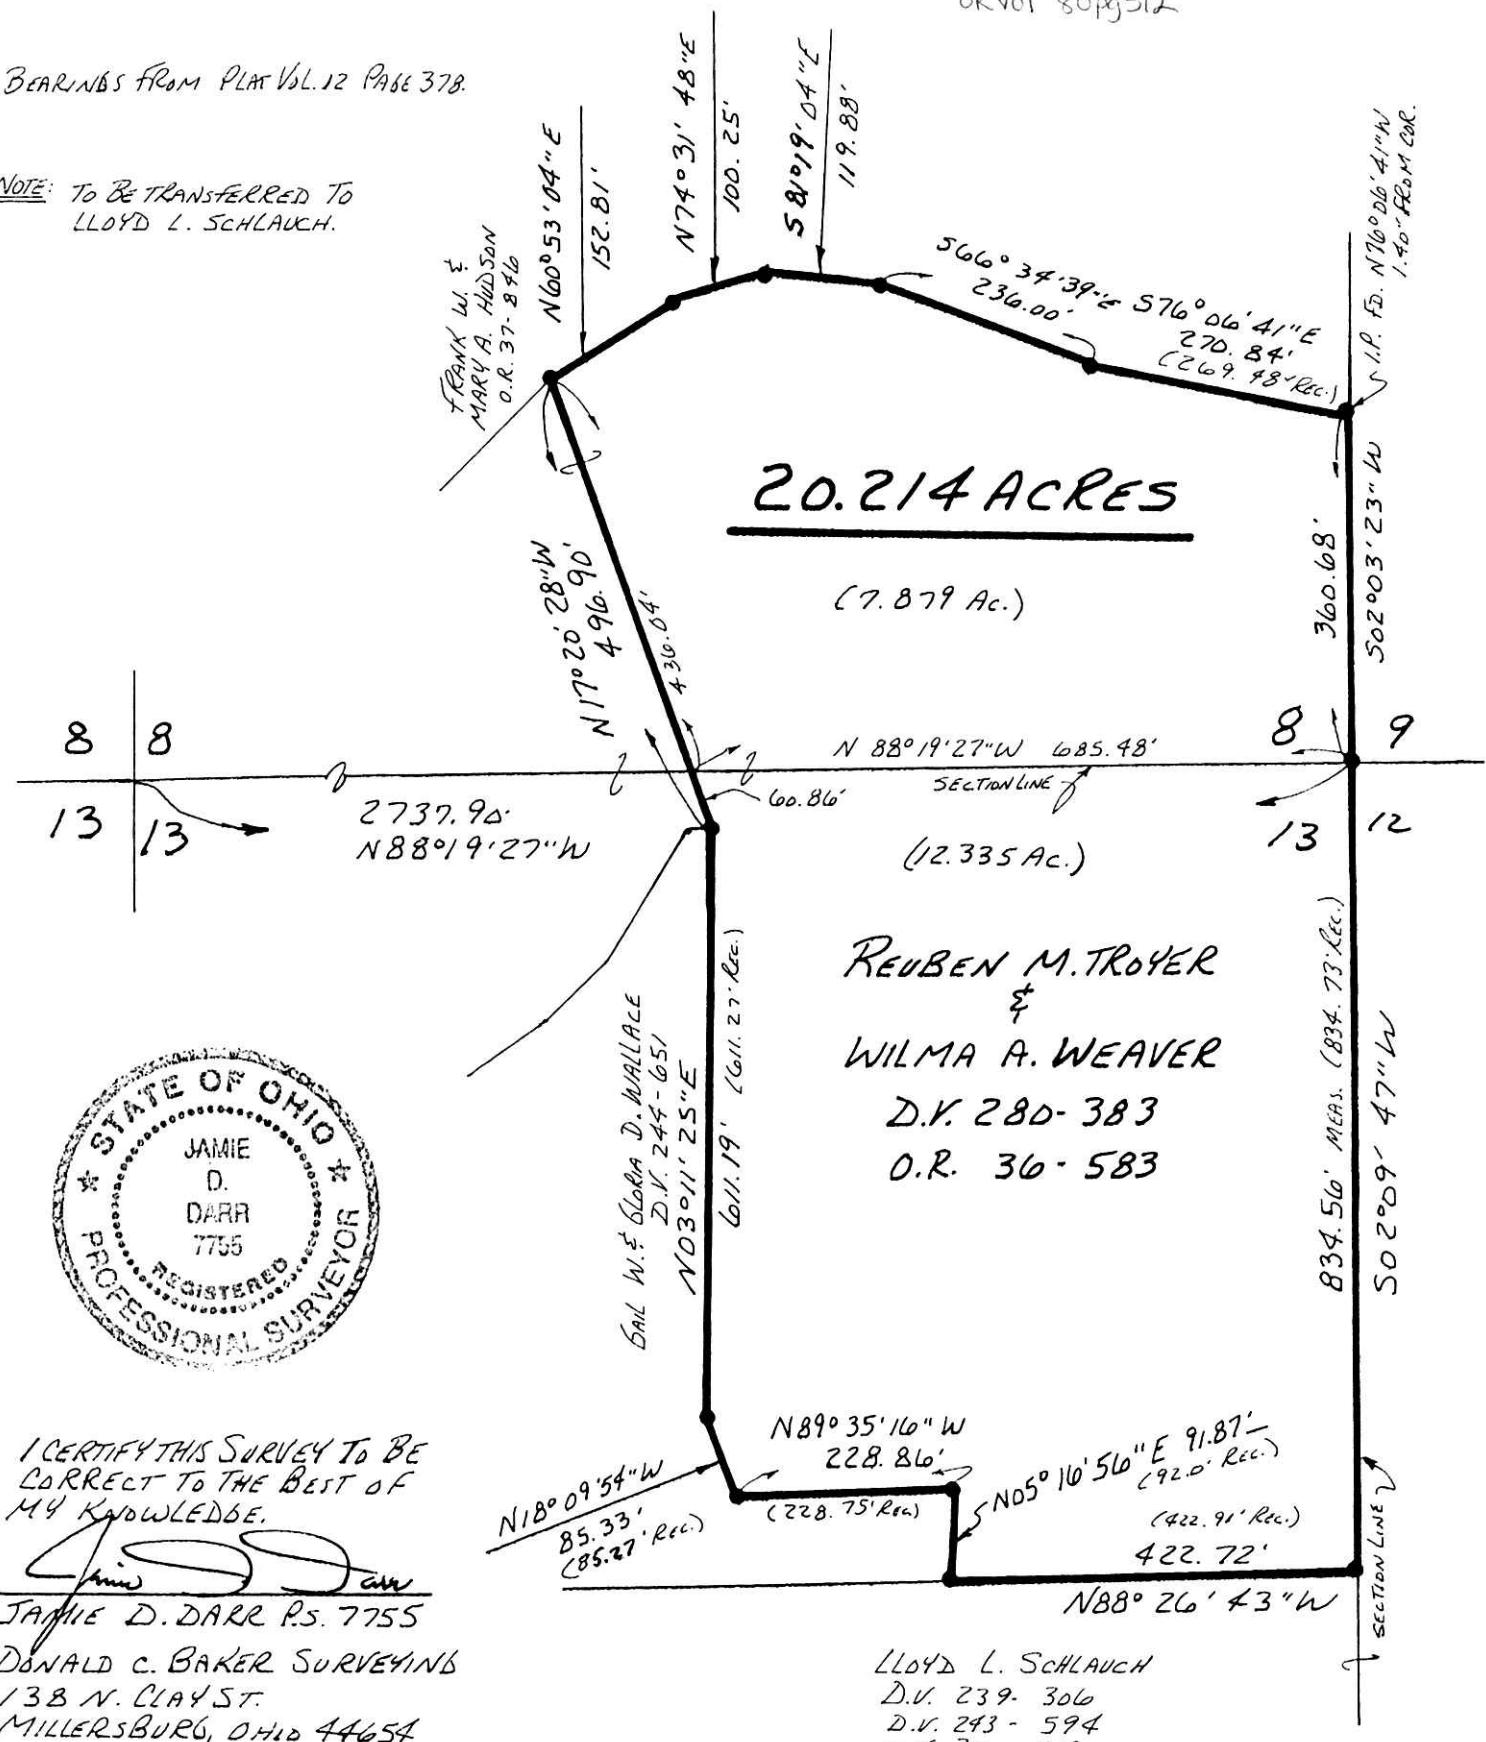 BEARINGS FROM PLAT VOL. 12 PAGE 378.
NOTE: TO BE TRANSFERRED TO
LLOYD L. SCHLAUCH.
FRANK W. &
MARY A. HUDSON
O.R. 37-846
N60°53'04"E
152.81'
N74°31'48"E
100.25'
S81°19'04"E
119.88'
S66°34'39"E
236.00'
S76°06'41"E
270.84'
(269.48' REC.)
I.P. FD. N76°06'41"W
1.40' FROM COR.
20.214 ACRES
(7.879 Ac.)
360.68'
S02°03'23"W
N17°20'28"W
496.90'
436.04'
8 8
13 13
2737.90'
N88°19'27"W
N 88°19'27"W 685.48'
SECTION LINE
60.86'
8 9
13 12
(12.335 Ac.)
REUBEN M. TROYER
&
WILMA A. WEAVER
D.V. 280-383
O.R. 36-583
GAIL W. & GLORIA D. WALLACE
D.V. 244-651
N03°11'25"E
611.19' (611.27' REC.)
834.56' MEAS. (834.73' REC.)
S02°09'47"W
STATE OF OHIO
JAMIE
D.
DARR
7755
REGISTERED
PROFESSIONAL SURVEYOR
I CERTIFY THIS SURVEY TO BE
CORRECT TO THE BEST OF
MY KNOWLEDGE.
JAMIE D. DARR P.S. 7755
DONALD C. BAKER SURVEYING
138 N. CLAY ST.
MILLERSBURG, OHIO 44654
N18°09'54"W
85.33'
(85.27' REC.)
N89°35'16"W
228.86'
(228.75' REC.)
N05°16'56"E 91.87'
(92.0' REC.)
(422.91' REC.)
422.72'
N88°26'43"W
SECTION LINE
LLOYD L. SCHLAUCH
D.V. 239-306
D.V. 243-594